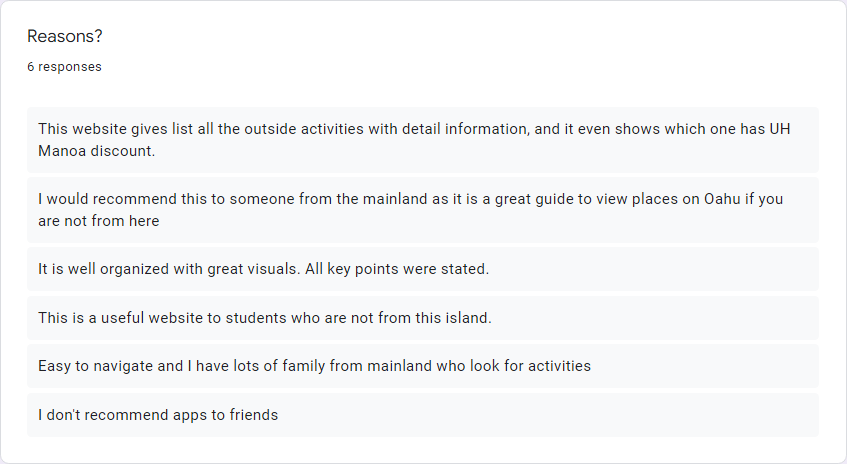 Reasons?
6 responses
This website gives list all the outside activities with detail information, and it even shows which one has UH
Manoa discount.
I would recommend this to someone from the mainland as it is a great guide to view places on Oahu if you
are not from here
It is well organized with great visuals. All key points were stated.
This is a useful website to students who are not from this island.
Easy to navigate and I have lots of family from mainland who look for activities
I don't recommend apps to friends